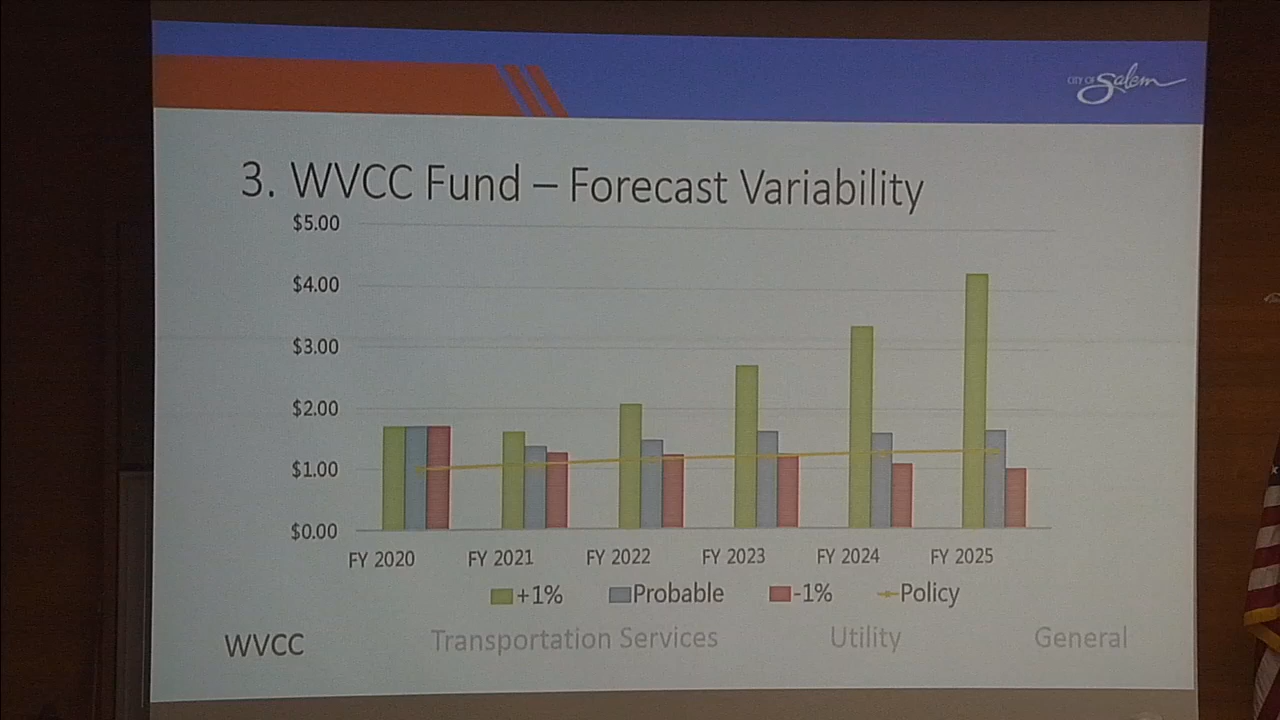 CITY OF Salem
3. WVCC Fund – Forecast Variability
$5.00
$4.00
$3.00
$2.00
$1.00
$0.00
FY 2020 FY 2021 FY 2022 FY 2023 FY 2024 FY 2025
+1% Probable -1% Policy
WVCC Transportation Services Utility General